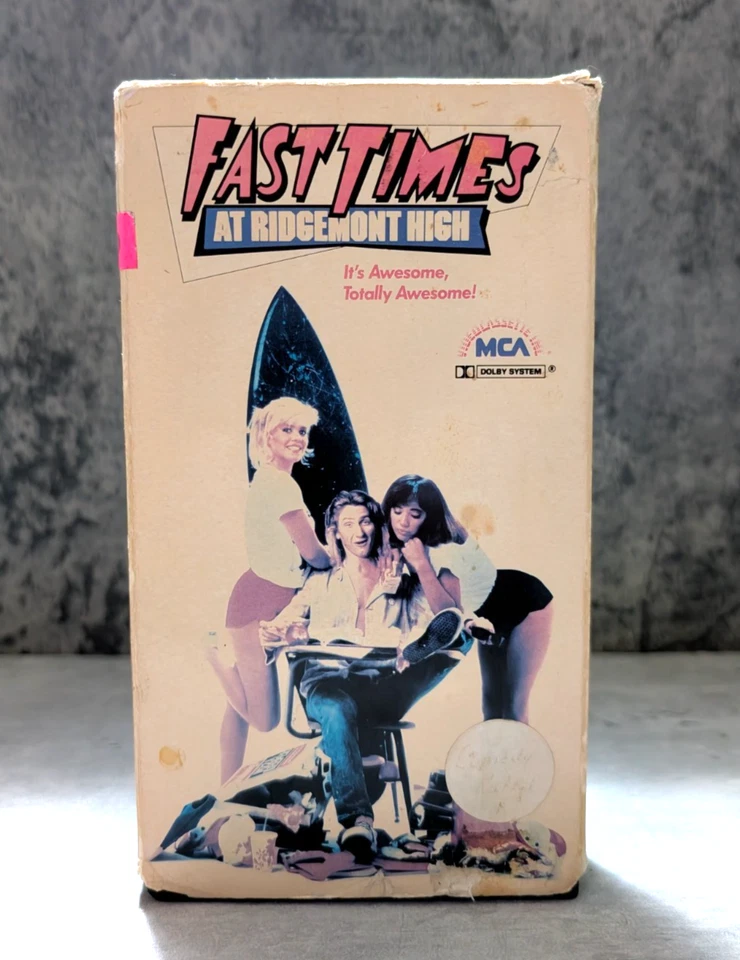 FAST TIMES
AT RIDGEMONT HIGH
It's Awesome,
Totally Awesome!
VIDEOCASSETTE INC.
MCA
DOLBY SYSTEM ®